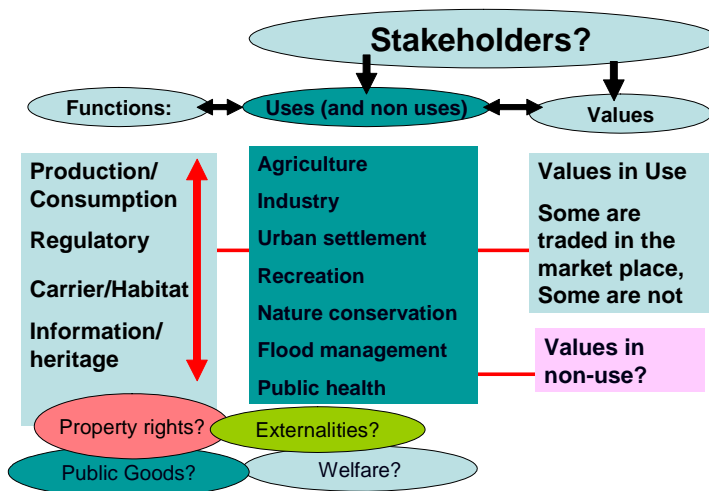 Stakeholders?
Functions:
Uses (and non uses)
Values
Production/
Consumption
Regulatory
Carrier/Habitat
Information/
heritage
Agriculture
Industry
Urban settlement
Recreation
Nature conservation
Flood management
Public health
Values in Use
Some are
traded in the
market place,
Some are not
Values in
non-use?
Property rights?
Externalities?
Public Goods?
Welfare?